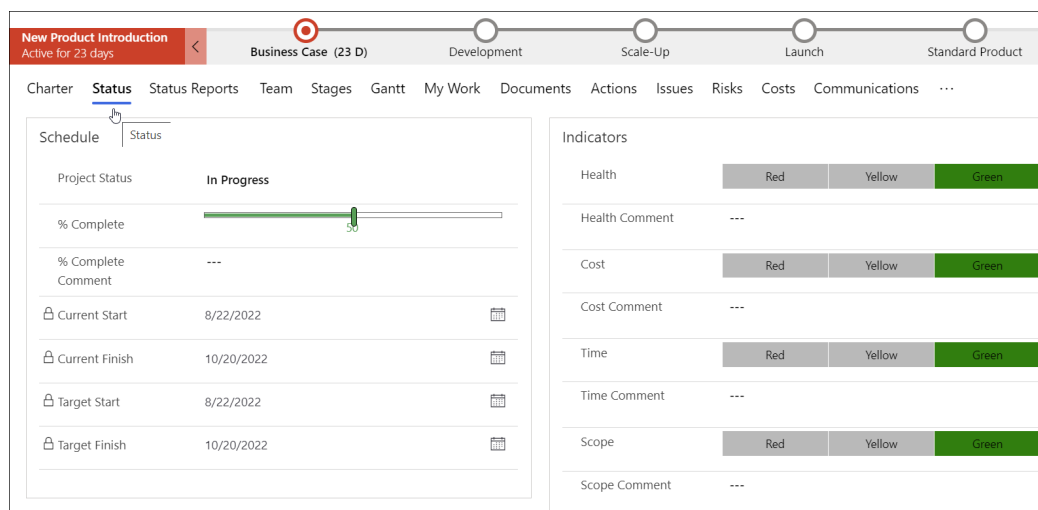 New Product Introduction
Active for 23 days
Business Case (23 D)
Development
Scale-Up
Launch
Standard Product
Charter Status Status Reports Team Stages Gantt My Work Documents Actions Issues Risks Costs Communications ...
Schedule
Status
Project Status In Progress
% Complete 50
% Complete ---
Comment
Current Start 8/22/2022
Current Finish 10/20/2022
Target Start 8/22/2022
Target Finish 10/20/2022
Indicators
Health Red Yellow Green
Health Comment ---
Cost Red Yellow Green
Cost Comment ---
Time Red Yellow Green
Time Comment ---
Scope Red Yellow Green
Scope Comment ---